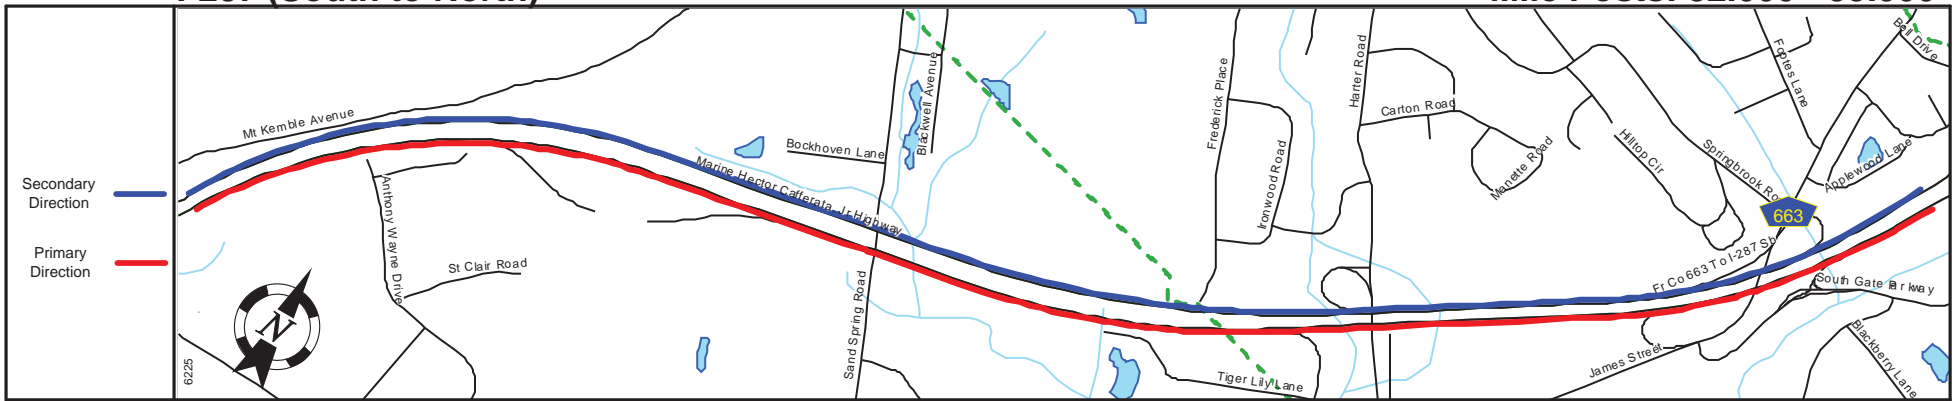 Secondary
Direction
Primary
Direction
Mt Kemble Avenue
Anthony Wayne Drive
St Clair Road
N
6225
Marine Hector Cafferata, Jr Highway
Bockhoven Lane
Blackwell Avenue
Sand Spring Road
Frederick Place
Ironwood Road
Harter Road
Carton Road
Manette Road
Hilltop Cir
Springbrook Ro
Footes Lane
Bell Drive
Applewood Lane
663
Fr Co 663 To I-287 Sb
South Gate Parkway
James Street
Blackberry Lane
Tiger Lily Lane